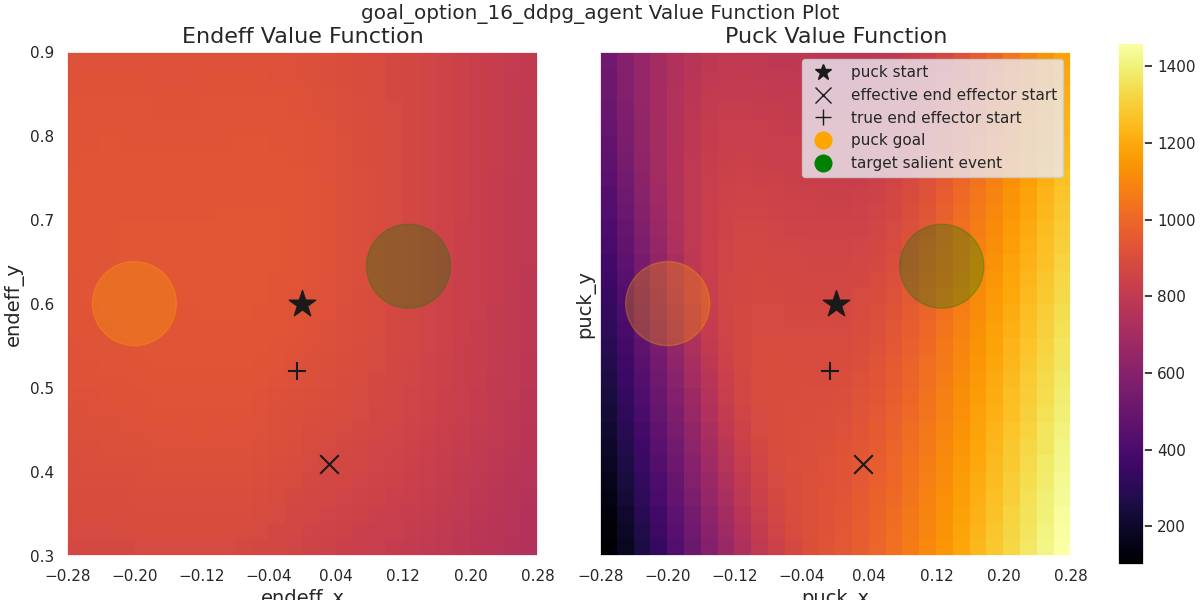 goal_option_16_ddpg_agent Value Function Plot
Endeff Value Function
0.9
0.8
0.7
0.6
0.5
0.4
0.3
endeff_y
−0.28 −0.20 −0.12 −0.04 0.04 0.12 0.20 0.28
endeff_x
Puck Value Function
puck start
effective end effector start
true end effector start
puck goal
target salient event
puck_y
−0.28 −0.20 −0.12 −0.04 0.04 0.12 0.20 0.28
puck_x
1400
1200
1000
800
600
400
200